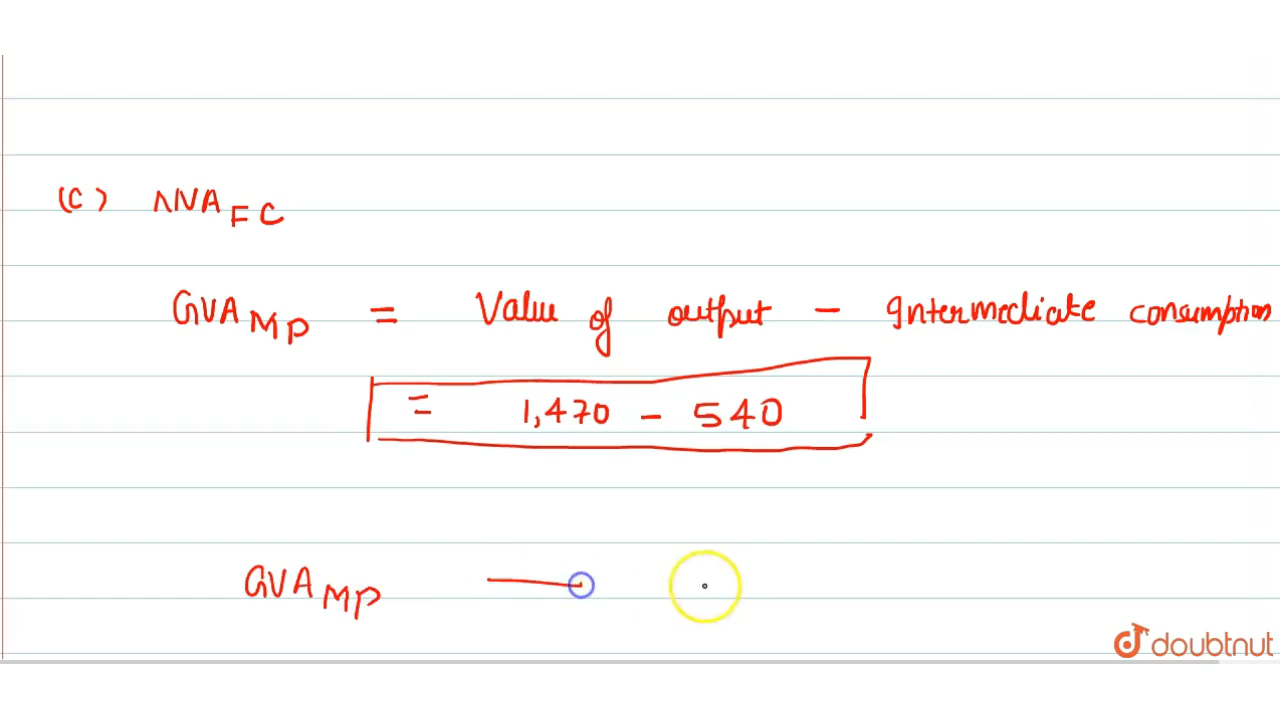 (C) NVA FC
GVA MP = Value of output - Intermediate consumption
= 1,470 - 540
GVA MP
doubtnut